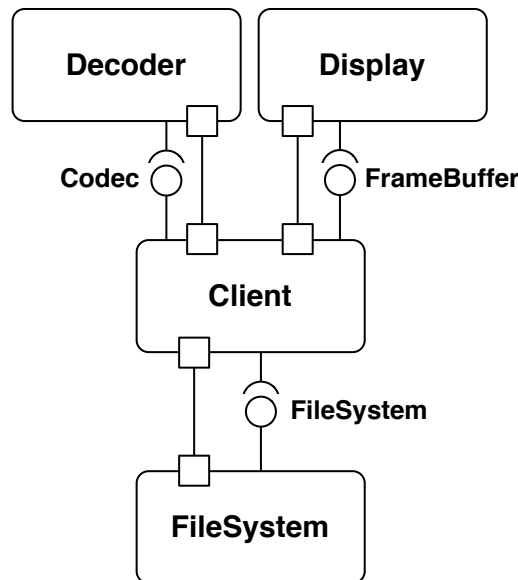 Decoder
Display
Codec
FrameBuffer
Client
FileSystem
FileSystem